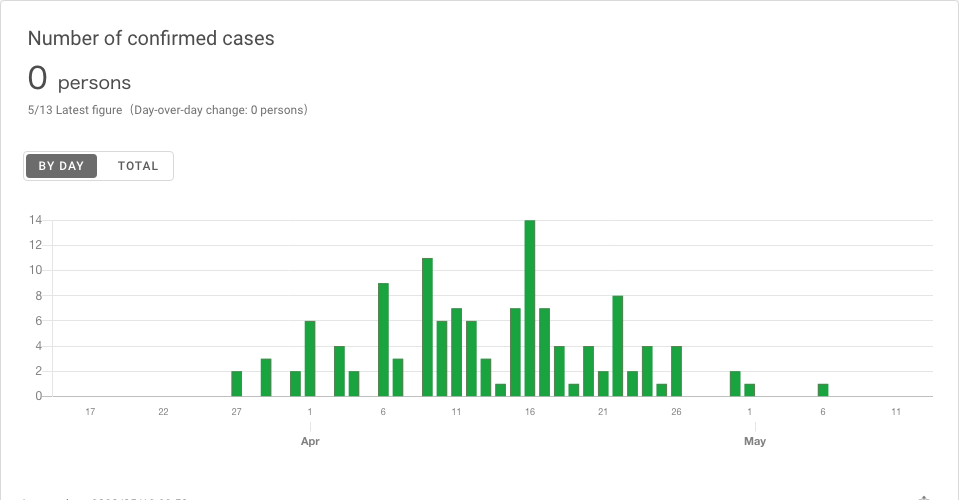 Number of confirmed cases
0 persons
5/13 Latest figure (Day-over-day change: 0 persons)
BY DAY TOTAL
14
12
10
8
6
4
2
0
17 22 27 1 6 11 16 21 26 1 6 11
Apr May